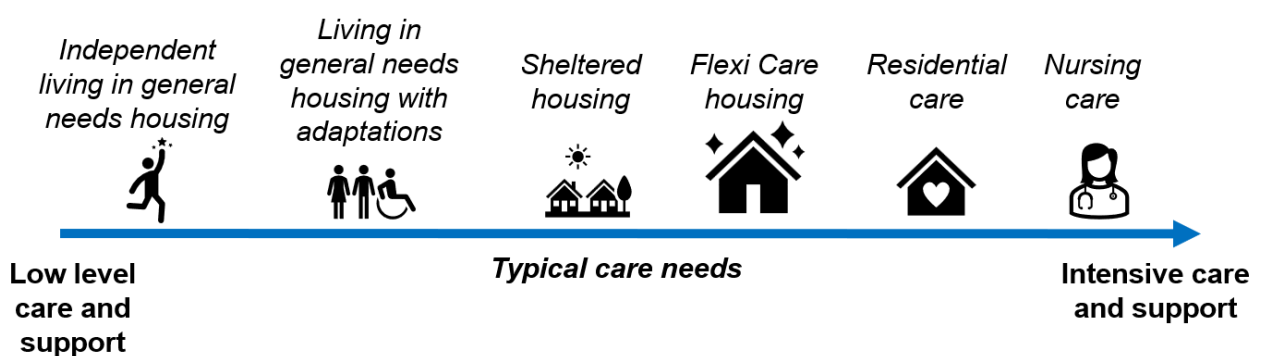 Independent
living in general
needs housing
Living in
general needs
housing with
adaptations
Sheltered
housing
Flexi Care
housing
Residential
care
Nursing
care
Low level
care and
support
Typical care needs
Intensive care
and support